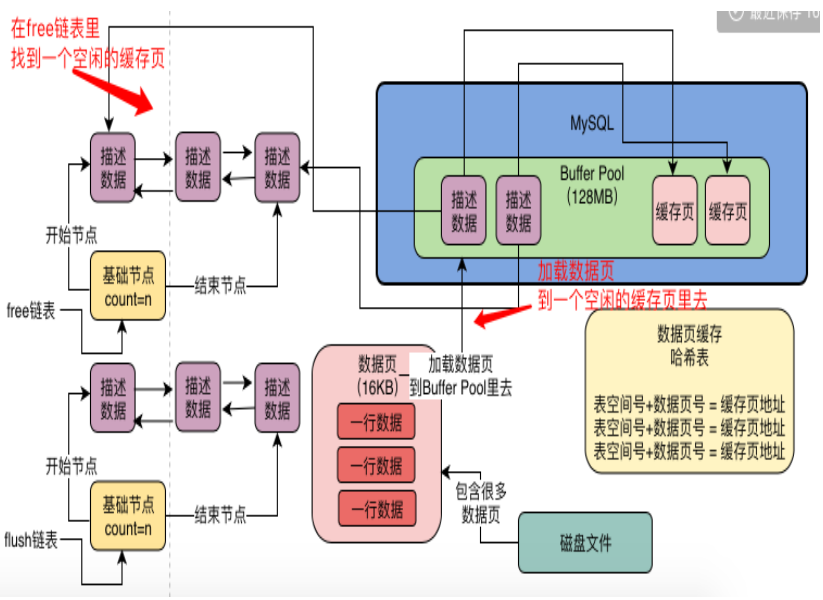 在free链表里
找到一个空闲的缓存页
最近保存
MySQL
Buffer Pool
（128MB）
描述
数据
描述
数据
缓存页
缓存页
描述
数据
描述
数据
描述
数据
开始节点
基础节点
count=n
结束节点
free链表
加载数据页
到一个空闲的缓存页里去
数据页缓存
哈希表
表空间号+数据页号 = 缓存页地址
表空间号+数据页号 = 缓存页地址
表空间号+数据页号 = 缓存页地址
数据页
（16KB）
加载数据页
到Buffer Pool里去
一行数据
一行数据
一行数据
描述
数据
描述
数据
描述
数据
开始节点
基础节点
count=n
结束节点
flush链表
包含很多
数据页
磁盘文件